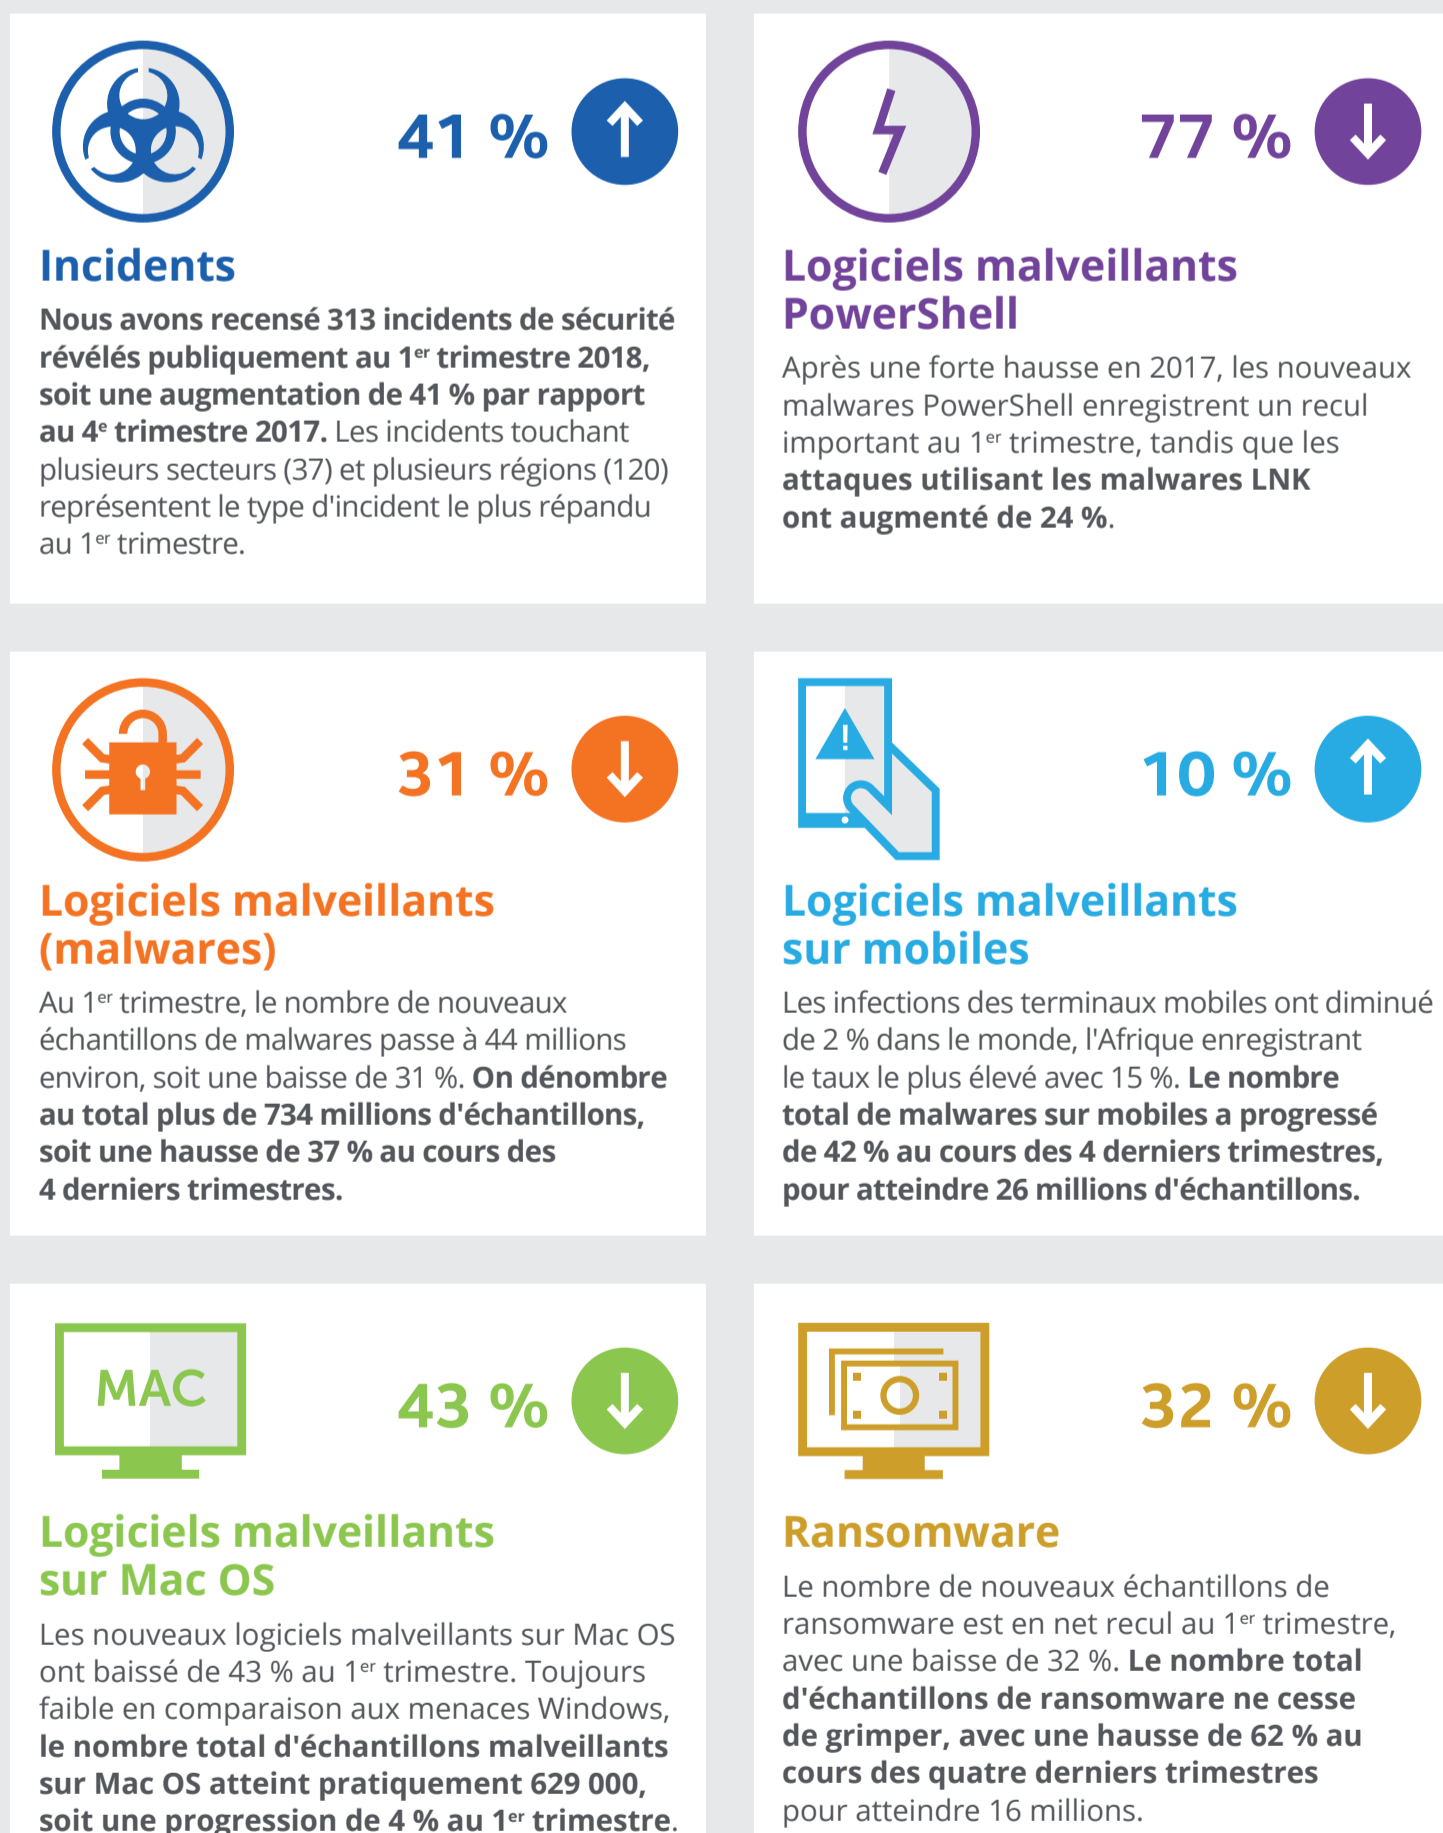 41 %
Incidents
Nous avons recensé 313 incidents de sécurité
révélés publiquement au 1er trimestre 2018,
soit une augmentation de 41 % par rapport
au 4e trimestre 2017. Les incidents touchant
plusieurs secteurs (37) et plusieurs régions (120)
représentent le type d'incident le plus répandu
au 1er trimestre.
77 %
Logiciels malveillants
PowerShell
Après une forte hausse en 2017, les nouveaux
malwares PowerShell enregistrent un recul
important au 1er trimestre, tandis que les
attaques utilisant les malwares LNK
ont augmenté de 24 %.
31 %
Logiciels malveillants
(malwares)
Au 1er trimestre, le nombre de nouveaux
échantillons de malwares passe à 44 millions
environ, soit une baisse de 31 %. On dénombre
au total plus de 734 millions d'échantillons,
soit une hausse de 37 % au cours des
4 derniers trimestres.
10 %
Logiciels malveillants
sur mobiles
Les infections des terminaux mobiles ont diminué
de 2 % dans le monde, l'Afrique enregistrant
le taux le plus élevé avec 15 %. Le nombre
total de malwares sur mobiles a progressé
de 42 % au cours des 4 derniers trimestres,
pour atteindre 26 millions d'échantillons.
MAC
43 %
Logiciels malveillants
sur Mac OS
Les nouveaux logiciels malveillants sur Mac OS
ont baissé de 43 % au 1er trimestre. Toujours
faible en comparaison aux menaces Windows,
le nombre total d'échantillons malveillants
sur Mac OS atteint pratiquement 629 000,
soit une progression de 4 % au 1er trimestre.
32 %
Ransomware
Le nombre de nouveaux échantillons de
ransomware est en net recul au 1er trimestre,
avec une baisse de 32 %. Le nombre total
d'échantillons de ransomware ne cesse
de grimper, avec une hausse de 62 % au
cours des quatre derniers trimestres
pour atteindre 16 millions.